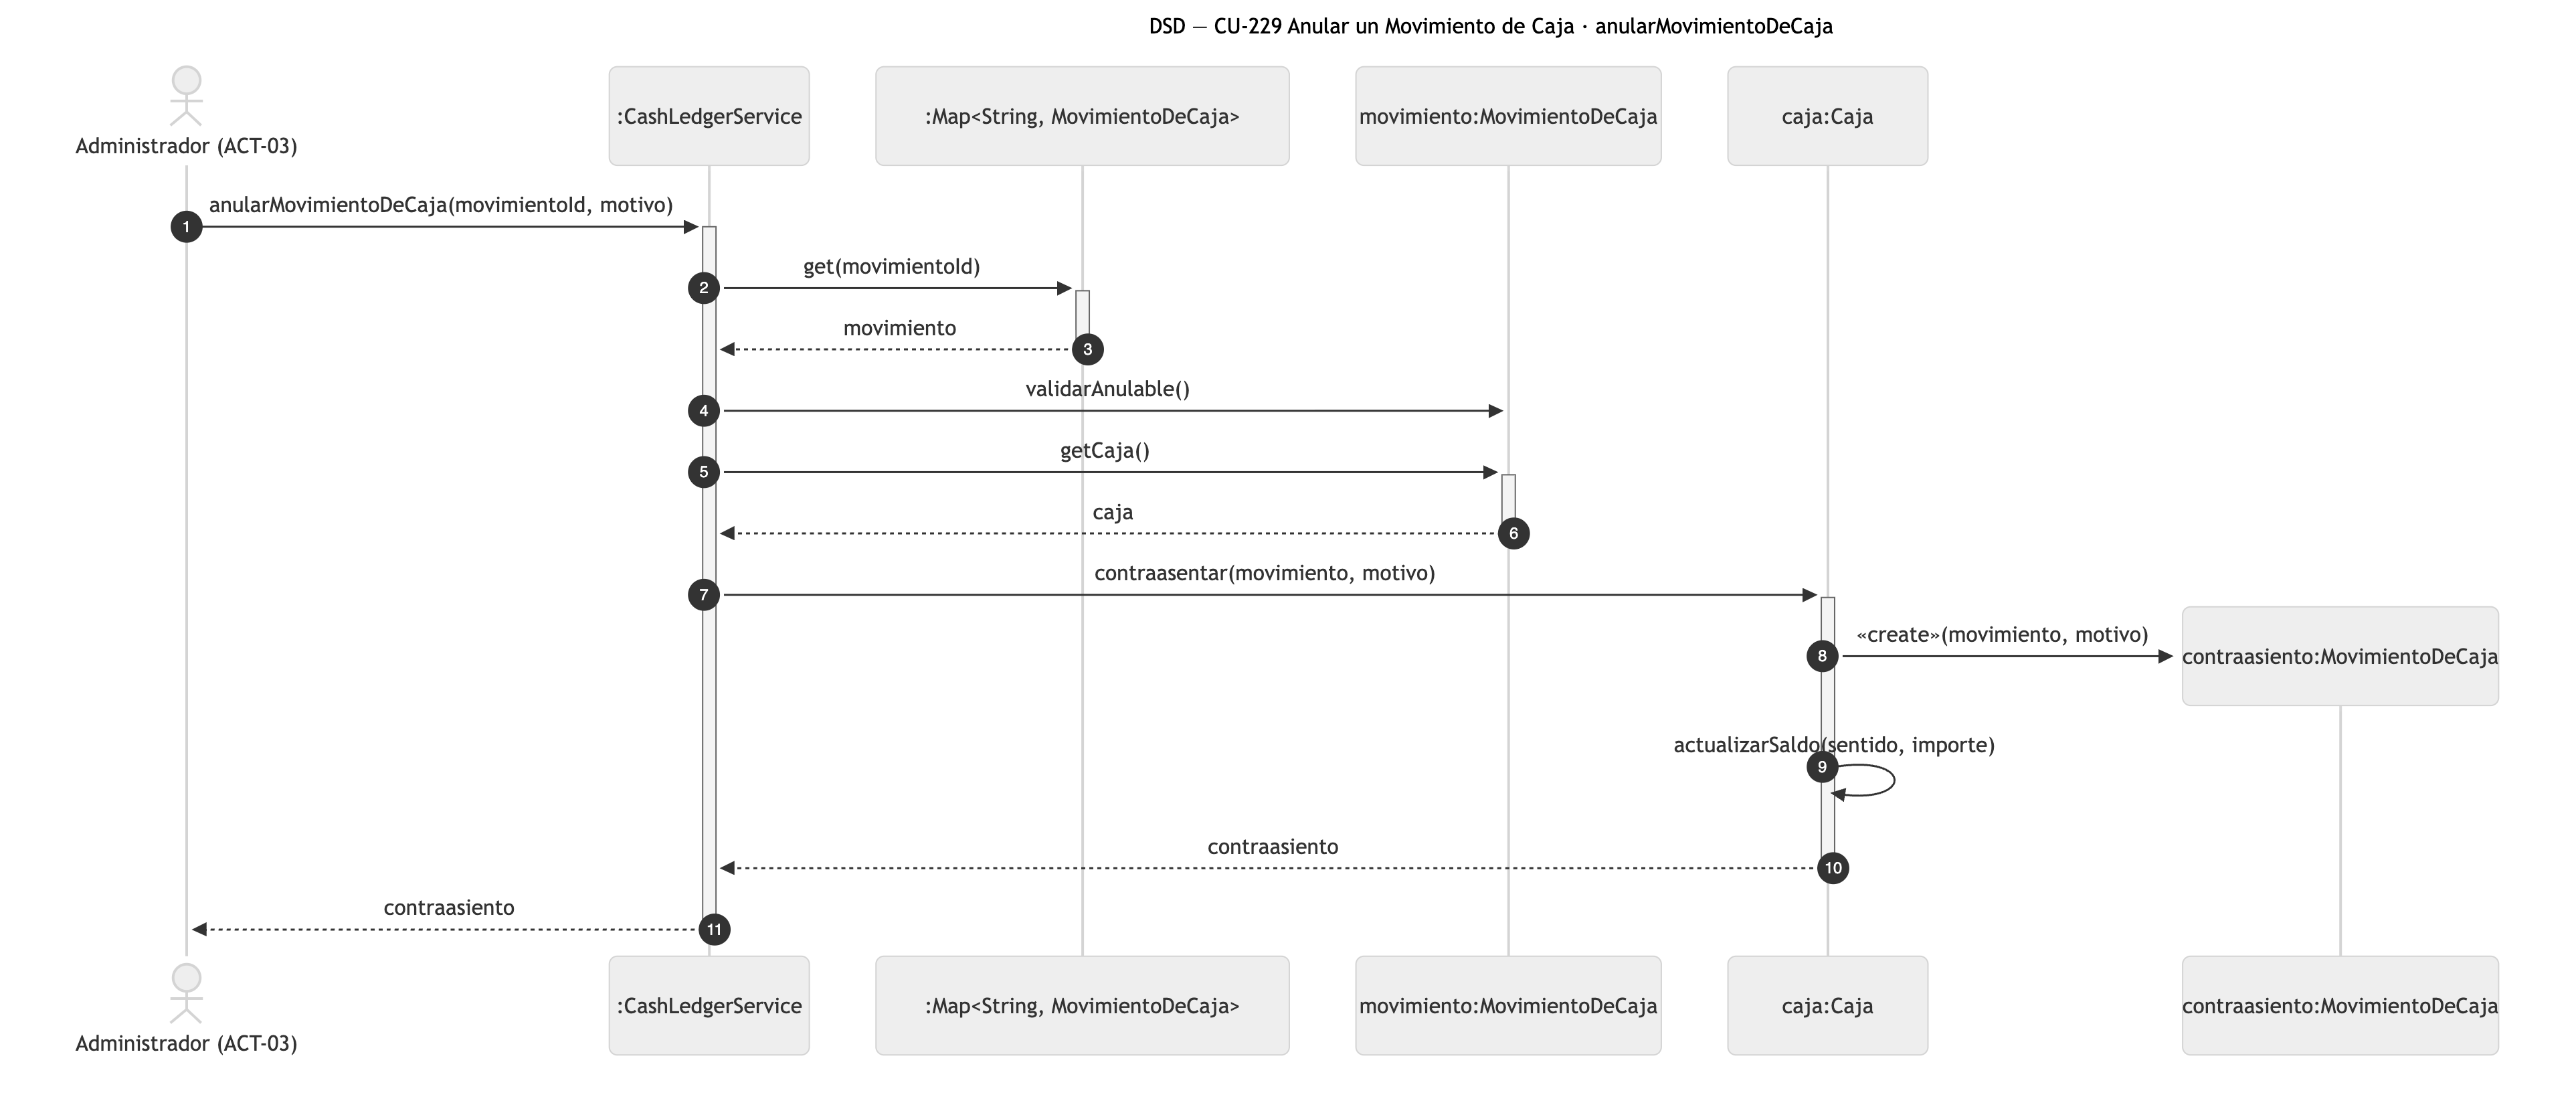 DSD — CU-229 Anular un Movimiento de Caja · anularMovimientoDeCaja
Administrador (ACT-03)
:CashLedgerService
:Map<String, MovimientoDeCaja>
movimiento:MovimientoDeCaja
caja:Caja
anularMovimientoDeCaja(movimientoId, motivo)
1
get(movimientoId)
2
movimiento
3
validarAnulable()
4
getCaja()
5
caja
6
contraasentar(movimiento, motivo)
7
«create»(movimiento, motivo)
8
contraasiento:MovimientoDeCaja
actualizarSaldo(sentido, importe)
9
contraasiento
10
contraasiento
11
Administrador (ACT-03)
:CashLedgerService
:Map<String, MovimientoDeCaja>
movimiento:MovimientoDeCaja
caja:Caja
contraasiento:MovimientoDeCaja